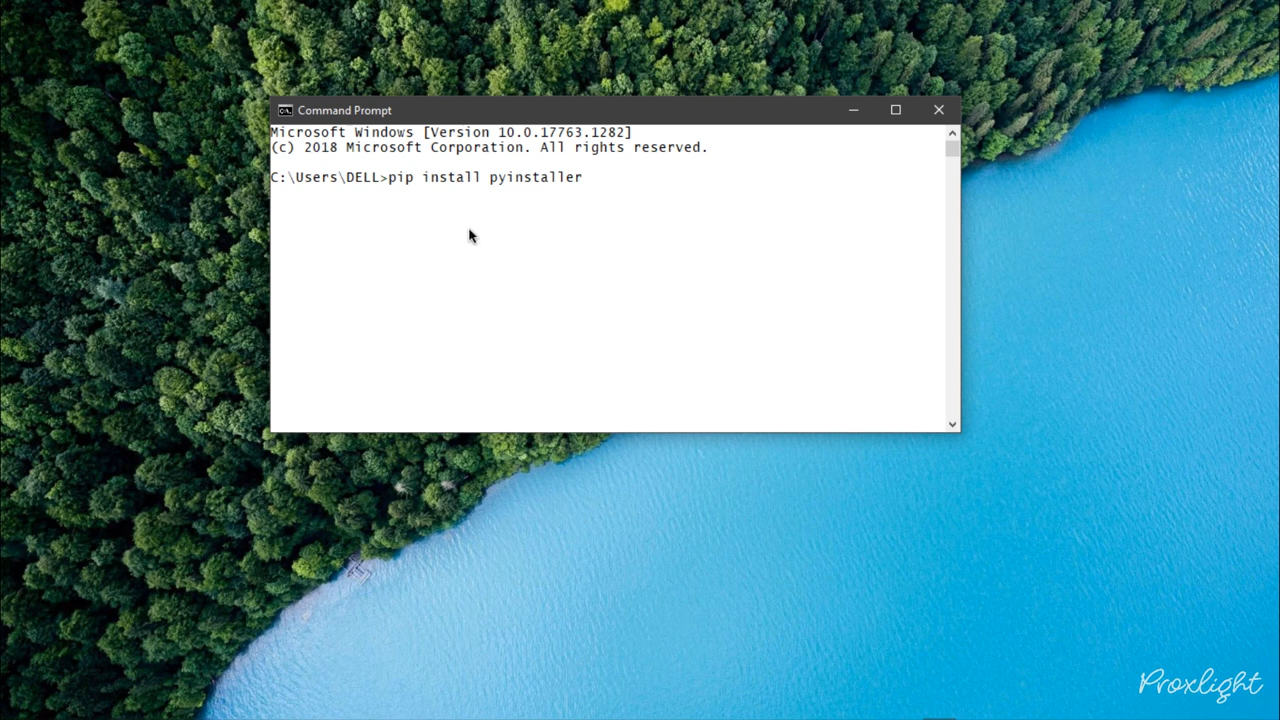 Command Prompt
Microsoft Windows [Version 10.0.17763.1282]
(c) 2018 Microsoft Corporation. All rights reserved.
C:\Users\DELL>pip install pyinstaller
Proxlight